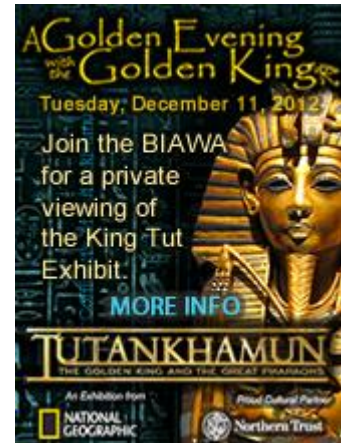 A Golden Evening
with the
Golden King
Tuesday, December 11, 2012
Join the BIAWA
for a private
viewing of
the King Tut
Exhibit.
MORE INFO
TUTANKHAMUN
THE GOLDEN KING AND THE GREAT PHARAOHS
An Exhibition from
Proud Cultural Partner
NATIONAL
GEOGRAPHIC
Northern Trust